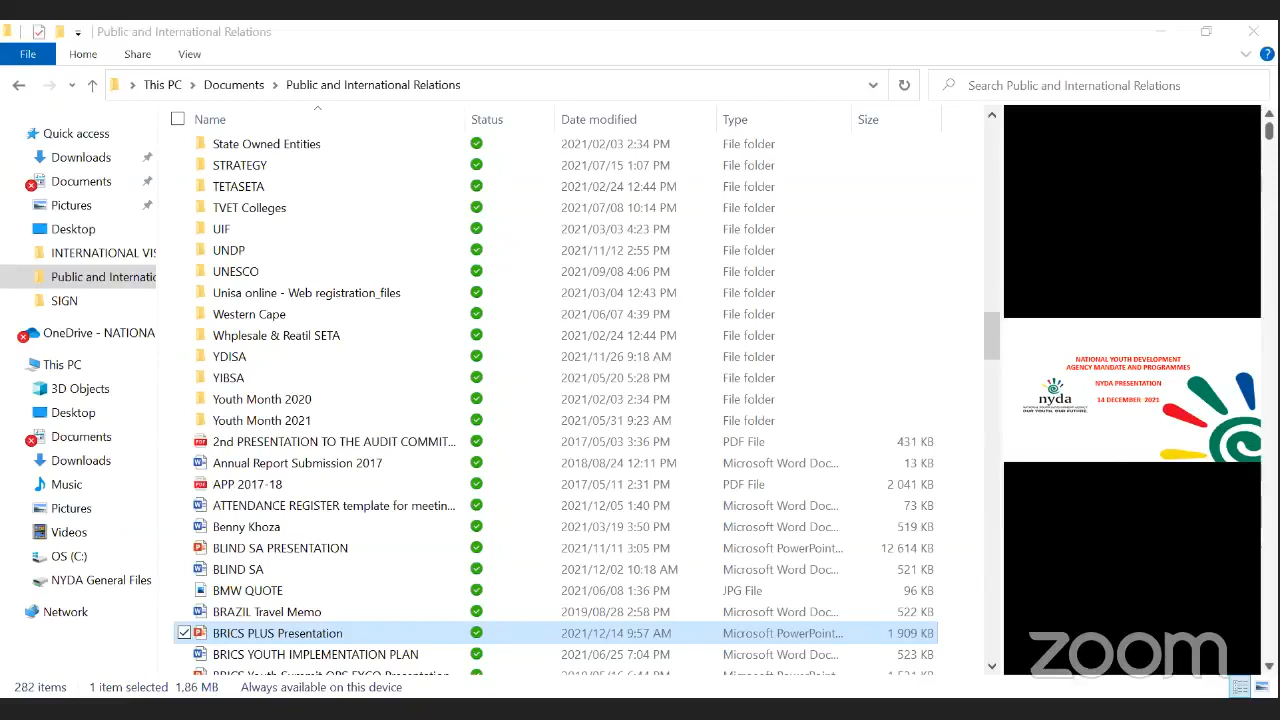 Public and International Relations
File Home Share View
This PC Documents Public and International Relations Search Public and International Relations
Name Status Date modified Type Size
Quick access
Downloads
Documents
Pictures
Desktop
INTERNATIONAL VIS
Public and Internatio
SIGN
OneDrive - NATIONA
This PC
3D Objects
Desktop
Documents
Downloads
Music
Pictures
Videos
OS (C:)
NYDA General Files
Network
State Owned Entities 2021/02/03 2:34 PM File folder
STRATEGY 2021/07/15 1:07 PM File folder
TETASETA 2021/02/24 12:44 PM File folder
TVET Colleges 2021/07/08 10:14 PM File folder
UIF 2021/03/03 4:23 PM File folder
UNDP 2021/11/12 2:55 PM File folder
UNESCO 2021/09/08 4:06 PM File folder
Unisa online - Web registration_files 2021/03/04 12:43 PM File folder
Western Cape 2021/06/07 4:39 PM File folder
Whplesale & Reatil SETA 2021/02/24 12:44 PM File folder
YDISA 2021/11/26 9:18 AM File folder
YIBSA 2021/05/20 5:28 PM File folder
Youth Month 2020 2021/02/03 2:34 PM File folder
Youth Month 2021 2021/05/31 9:23 AM File folder
2nd PRESENTATION TO THE AUDIT COMMIT... 2017/05/03 3:36 PM PDF File 431 KB
Annual Report Submission 2017 2018/08/24 12:11 PM Microsoft Word Doc... 13 KB
APP 2017-18 2017/05/11 2:31 PM PDF File 2 041 KB
ATTENDANCE REGISTER template for meetin... 2021/12/05 1:40 PM Microsoft Word Doc... 73 KB
Benny Khoza 2021/03/19 3:50 PM Microsoft Word Doc... 519 KB
BLIND SA PRESENTATION 2021/11/11 3:05 PM Microsoft PowerPoint... 12 614 KB
BLIND SA 2021/12/02 10:18 AM Microsoft Word Doc... 521 KB
BMW QUOTE 2021/06/08 1:36 PM JPG File 96 KB
BRAZIL Travel Memo 2019/08/28 2:58 PM Microsoft Word Doc... 522 KB
BRICS PLUS Presentation 2021/12/14 9:57 AM Microsoft PowerPoint... 1 909 KB
BRICS YOUTH IMPLEMENTATION PLAN 2021/06/25 7:04 PM Microsoft Word Doc... 523 KB
NATIONAL YOUTH DEVELOPMENT
AGENCY MANDATE AND PROGRAMMES
NYDA PRESENTATION
14 DECEMBER 2021
nyda
OUR YOUTH. OUR FUTURE.
zoom
282 items 1 item selected 1,86 MB Always available on this device